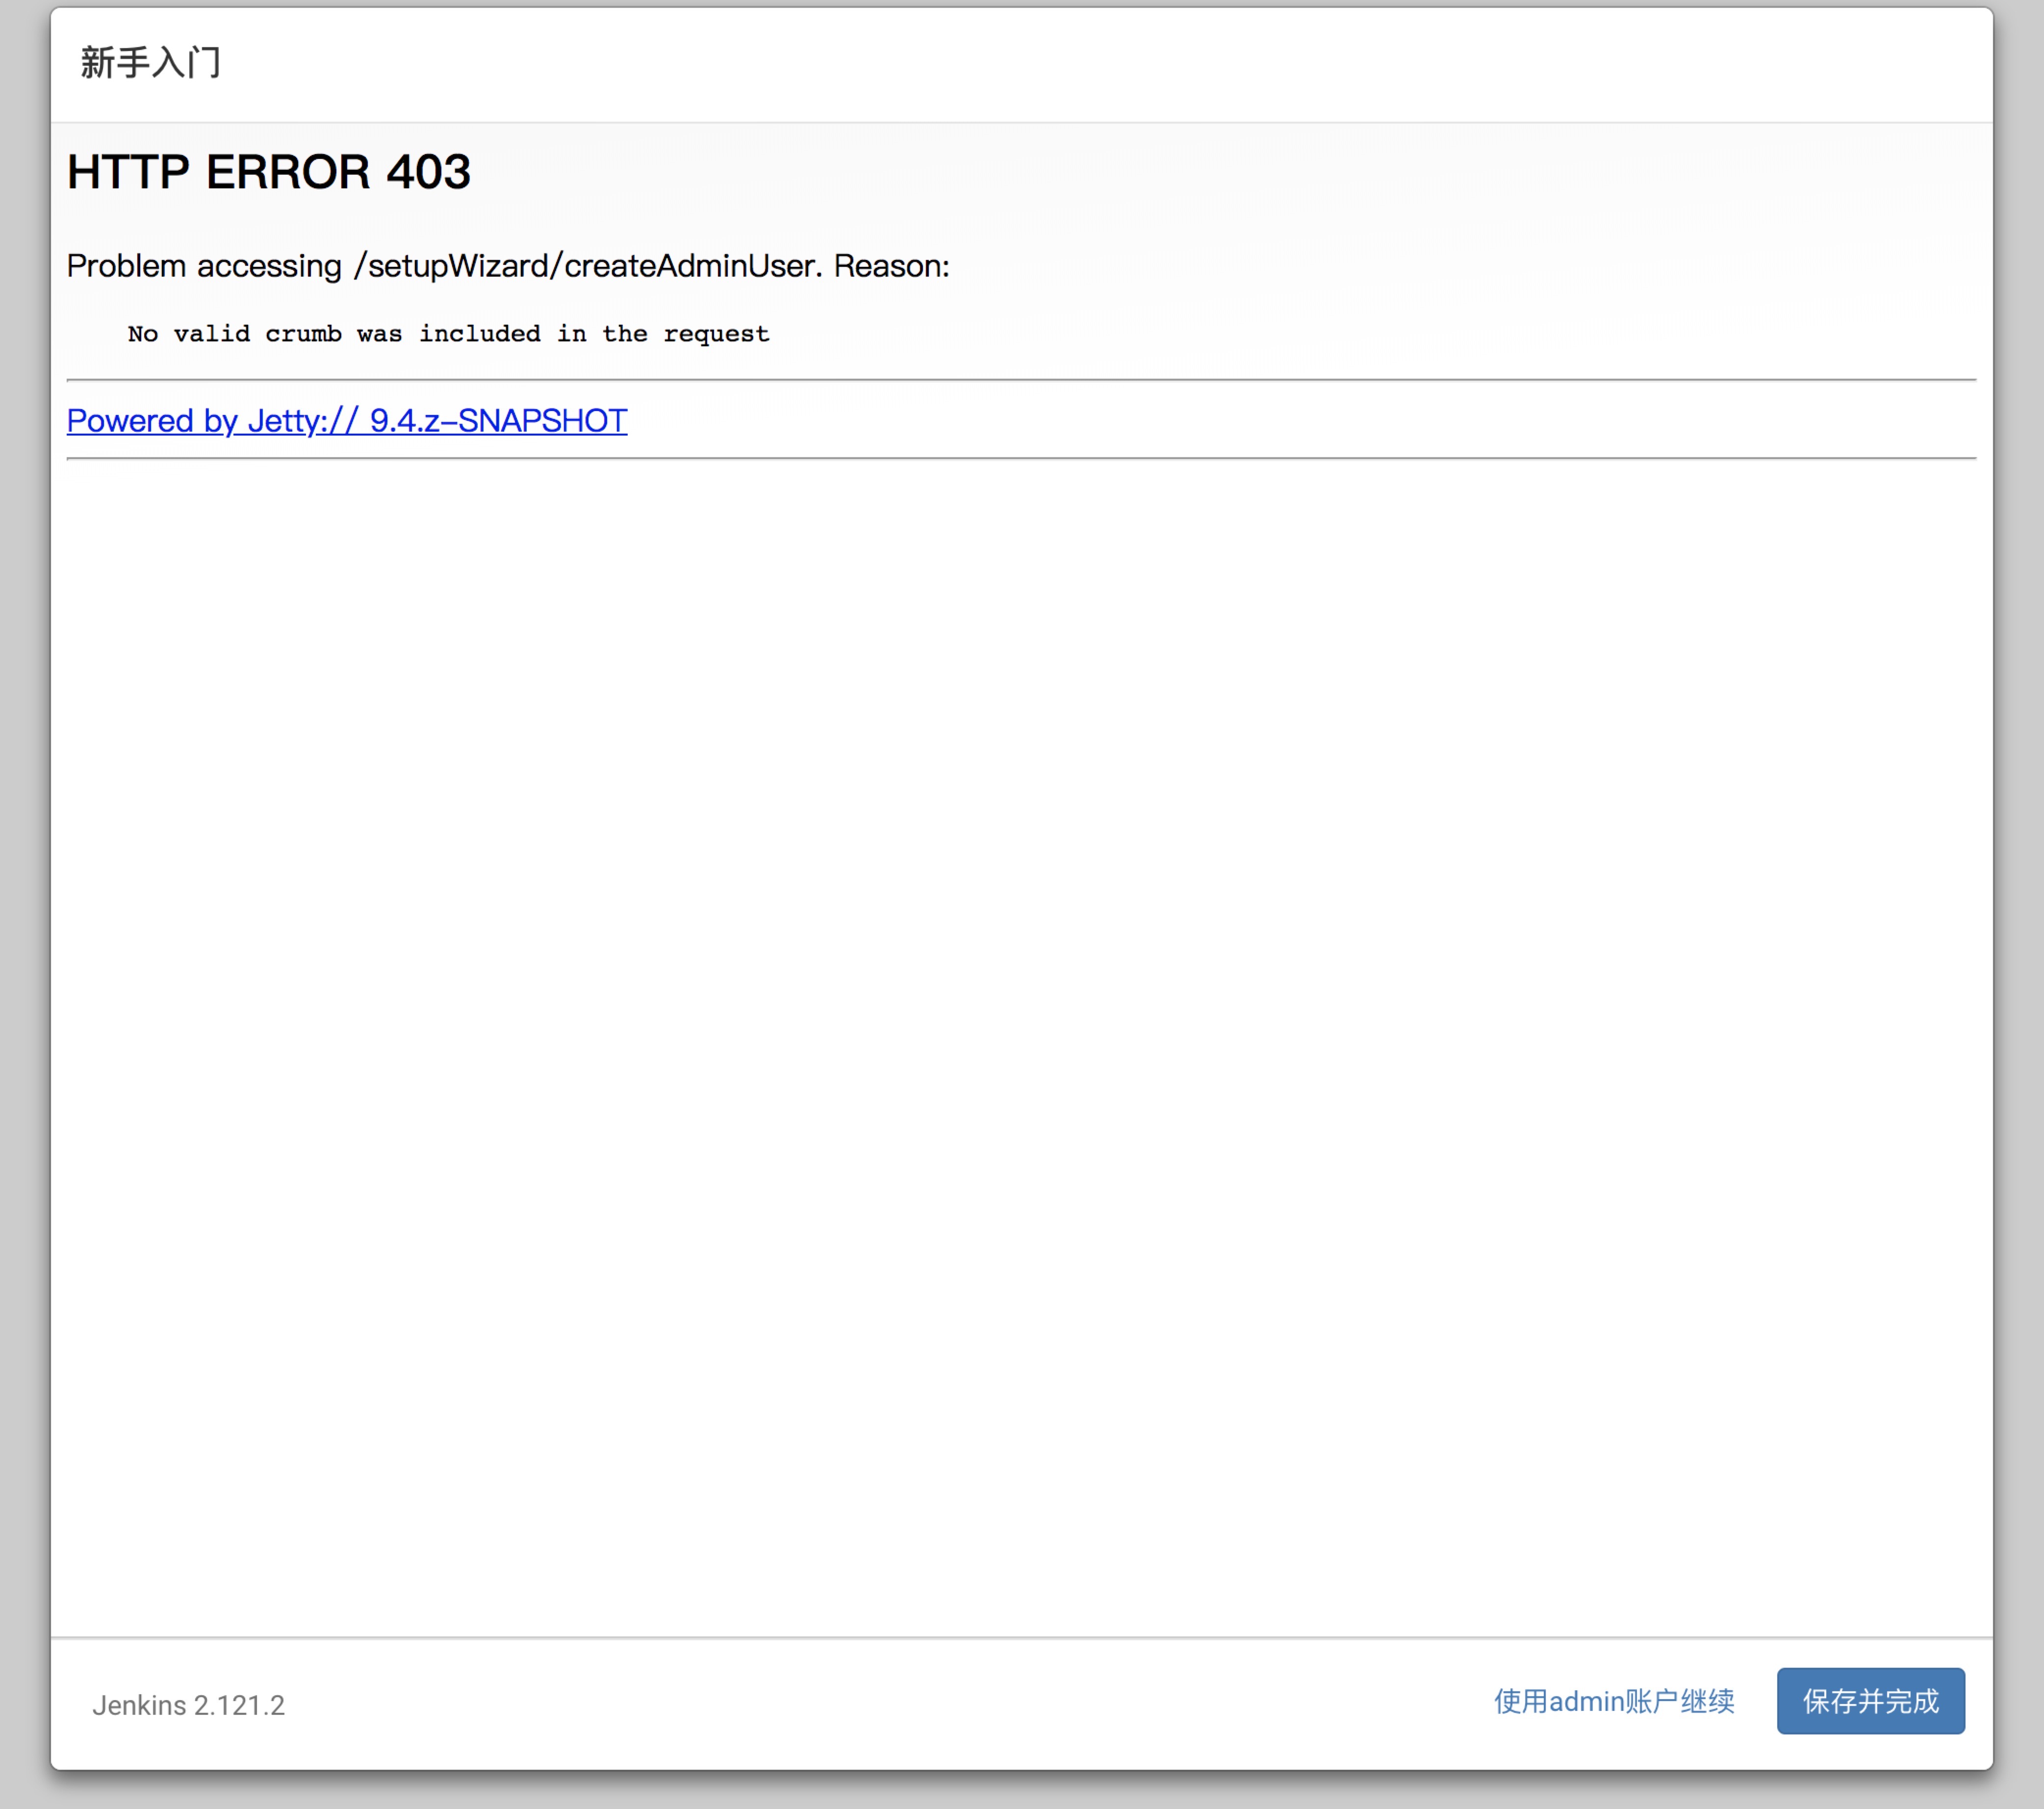 新手入门
HTTP ERROR 403
Problem accessing /setupWizard/createAdminUser. Reason:
No valid crumb was included in the request
Powered by Jetty:// 9.4.z-SNAPSHOT
Jenkins 2.121.2
使用admin账户继续
保存并完成